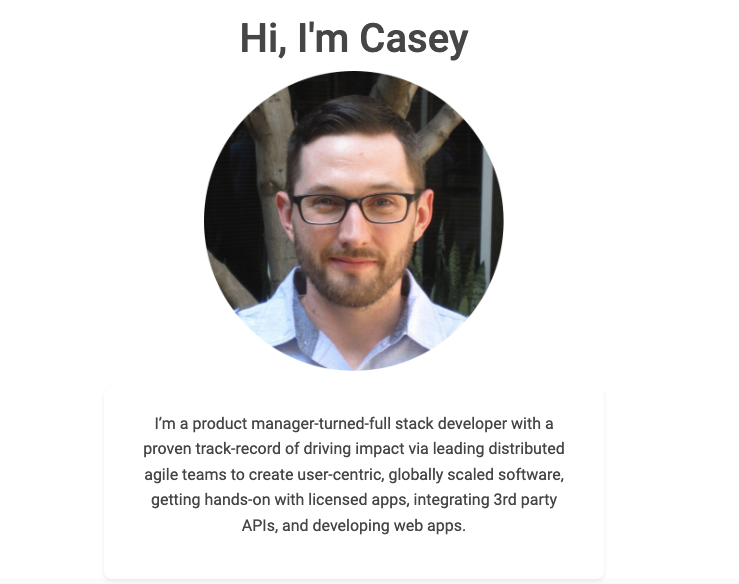 Hi, I'm Casey
I’m a product manager-turned-full stack developer with a
proven track-record of driving impact via leading distributed
agile teams to create user-centric, globally scaled software,
getting hands-on with licensed apps, integrating 3rd party
APIs, and developing web apps.